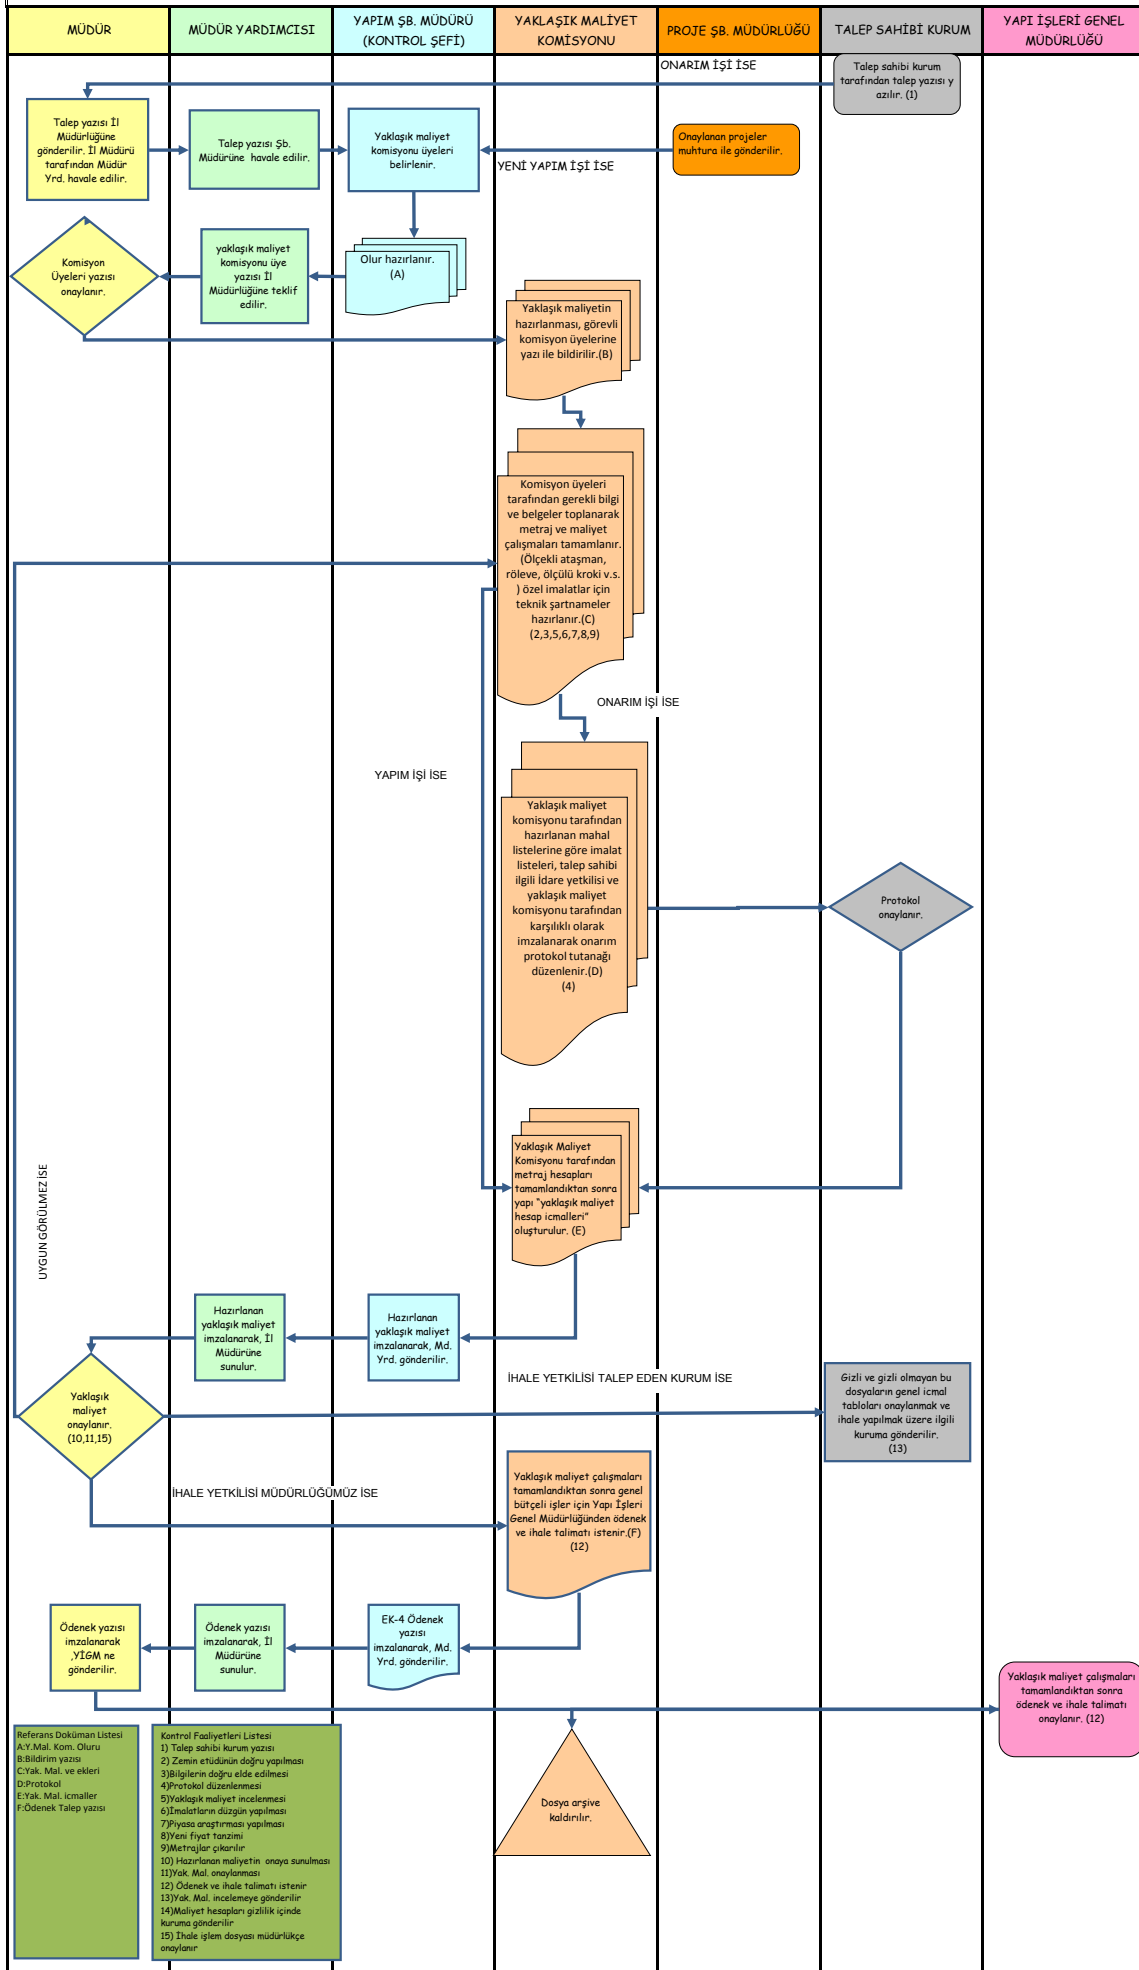 MÜDÜR
MÜDÜR YARDIMCISI
YAPIM ŞB. MÜDÜRÜ
(KONTROL ŞEFİ)
YAKLAŞIK MALİYET
KOMİSYONU
PROJE ŞB. MÜDÜRLÜĞÜ
TALEP SAHİBİ KURUM
YAPI İŞLERİ GENEL
MÜDÜRLÜĞÜ
ONARIM İŞİ İSE
Talep sahibi kurum
tarafından talep yazısı y
azılır. (1)
Talep yazısı İl
Müdürlüğüne
gönderilir. İl Müdürü
tarafından Müdür
Yrd. havale edilir.
Talep yazısı Şb.
Müdürüne havale edilir.
Yaklaşık maliyet
komisyonu üyeleri
belirlenir.
Onaylanan projeler
muhtura ile gönderilir.
YENİ YAPIM İŞİ İSE
Komisyon
Üyeleri yazısı
onaylanır.
yaklaşık maliyet
komisyonu üye
yazısı İl
Müdürlüğüne teklif
edilir.
Olur hazırlanır.
(A)
Yaklaşık maliyetin
hazırlanması, görevli
komisyon üyelerine
yazı ile bildirilir.(B)
Komisyon üyeleri
tarafından gerekli bilgi
ve belgeler toplanarak
metraj ve maliyet
çalışmaları tamamlanır.
(Ölçekli ataşman,
röleve, ölçülü kroki v.s.
) özel imalatlar için
teknik şartnameler
hazırlanır.(C)
(2,3,5,6,7,8,9)
ONARIM İŞİ İSE
YAPIM İŞİ İSE
Yaklaşık maliyet
komisyonu tarafından
hazırlanan mahal
listelerine göre imalat
listeleri, talep sahibi
ilgili İdare yetkilisi ve
yaklaşık maliyet
komisyonu tarafından
karşılıklı olarak
imzalanarak onarım
protokol tutanağı
düzenlenir.(D)
(4)
Protokol
onaylanır.
Yaklaşık Maliyet
Komisyonu tarafından
metraj hesapları
tamamlandıktan sonra
yapı "yaklaşık maliyet
hesap icmalleri"
oluşturulur. (E)
UYGUN GÖRÜLMEZ İSE
Hazırlanan
yaklaşık maliyet
imzalanarak, İl
Müdürüne
sunulur.
Hazırlanan
yaklaşık maliyet
imzalanarak, Md.
Yrd. gönderilir.
İHALE YETKİLİSİ TALEP EDEN KURUM İSE
Yaklaşık
maliyet
onaylanır.
(10,11,15)
Gizli ve gizli olmayan bu
dosyaların genel icmal
tabloları onaylanmak ve
ihale yapılmak üzere ilgili
kuruma gönderilir.
(13)
İHALE YETKİLİSİ MÜDÜRLÜĞÜMÜZ İSE
Yaklaşık maliyet çalışmaları
tamamlandıktan sonra genel
bütçeli işler için Yapı İşleri
Genel Müdürlüğünden ödenek
ve ihale talimatı istenir.(F)
(12)
Ödenek yazısı
imzalanarak
,YİGM ne
gönderilir.
Ödenek yazısı
imzalanarak, İl
Müdürüne
sunulur.
EK-4 Ödenek
yazısı
imzalanarak, Md.
Yrd. gönderilir.
Yaklaşık maliyet çalışmaları
tamamlandıktan sonra
ödenek ve ihale talimatı
onaylanır. (12)
Dosya arşive
kaldırılır.
Referans Doküman Listesi
A:Y.Mal. Kom. Oluru
B:Bildirim yazısı
C:Yak. Mal. ve ekleri
D:Protokol
E:Yak. Mal. icmaller
F:Ödenek Talep yazısı
Kontrol Faaliyetleri Listesi
1) Talep sahibi kurum yazısı
2) Zemin etüdünün doğru yapılması
3)Bilgilerin doğru elde edilmesi
4)Protokol düzenlenmesi
5)Yaklaşık maliyet incelenmesi
6)İmalatların düzgün yapılması
7)Piyasa araştırması yapılması
8)Yeni fiyat tanzimi
9)Metrajlar çıkarılır
10) Hazırlanan maliyetin onaya sunulması
11)Yak. Mal. onaylanması
12) Ödenek ve ihale talimatı istenir
13)Yak. Mal. incelemeye gönderilir
14)Maliyet hesapları gizlilik içinde
kuruma gönderilir
15) İhale işlem dosyası müdürlükçe
onaylanır